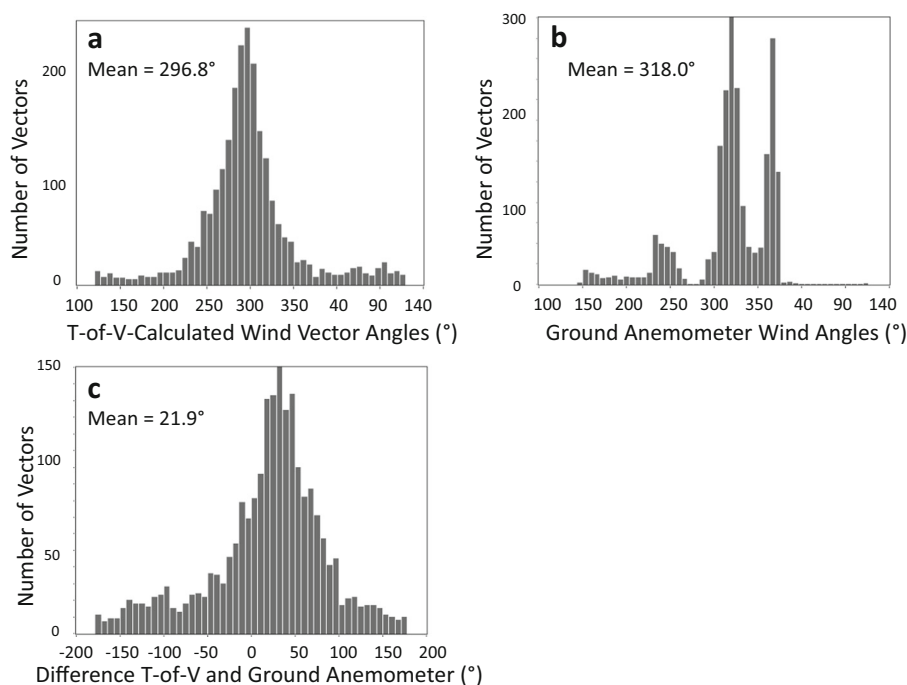 a
Mean = 296.8°
Number of Vectors
200
100
0
100 150 200 250 300 350 40 90 140
T-of-V-Calculated Wind Vector Angles (°)
b
Mean = 318.0°
Number of Vectors
300
200
100
0
100 150 200 250 300 350 40 90 140
Ground Anemometer Wind Angles (°)
c
Mean = 21.9°
Number of Vectors
150
100
50
0
-200 -150 -100 -50 0 50 100 150 200
Difference T-of-V and Ground Anemometer (°)